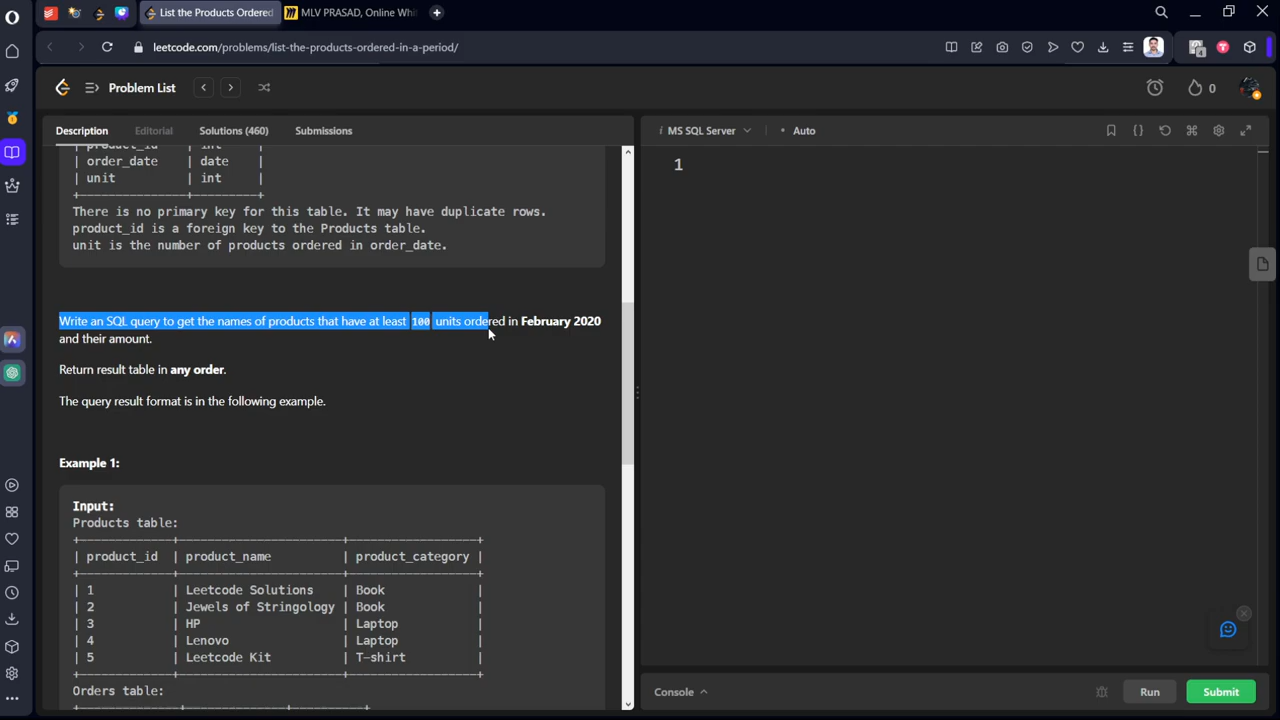 List the Products Ordered
MLV PRASAD, Online Whi
leetcode.com/problems/list-the-products-ordered-in-a-period/
4
Problem List
0
Description
Editorial
Solutions (460)
Submissions
i MS SQL Server
• Auto
| product_id | int |
| order_date | date |
| unit | int |
+-------------+---------+
There is no primary key for this table. It may have duplicate rows.
product_id is a foreign key to the Products table.
unit is the number of products ordered in order_date.
1
Write an SQL query to get the names of products that have at least 100 units ordered in February 2020
and their amount.
Return result table in any order.
The query result format is in the following example.
Example 1:
Input:
Products table:
+-------------+-----------------------+------------------+
| product_id | product_name | product_category |
+-------------+-----------------------+------------------+
| 1 | Leetcode Solutions | Book |
| 2 | Jewels of Stringology | Book |
| 3 | HP | Laptop |
| 4 | Lenovo | Laptop |
| 5 | Leetcode Kit | T-shirt |
+-------------+-----------------------+------------------+
Orders table:
+--------------+--------------+----------+
Console
Run
Submit